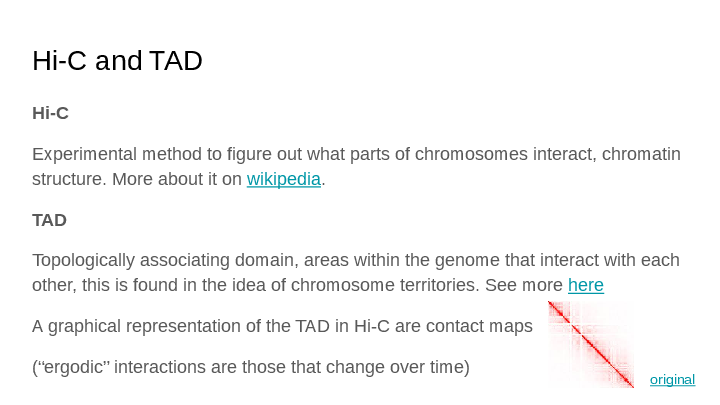 Hi-C and TAD
Hi-C
Experimental method to figure out what parts of chromosomes interact, chromatin
structure. More about it on wikipedia.
TAD
Topologically associating domain, areas within the genome that interact with each
other, this is found in the idea of chromosome territories. See more here
A graphical representation of the TAD in Hi-C are contact maps
(“ergodic” interactions are those that change over time)
original